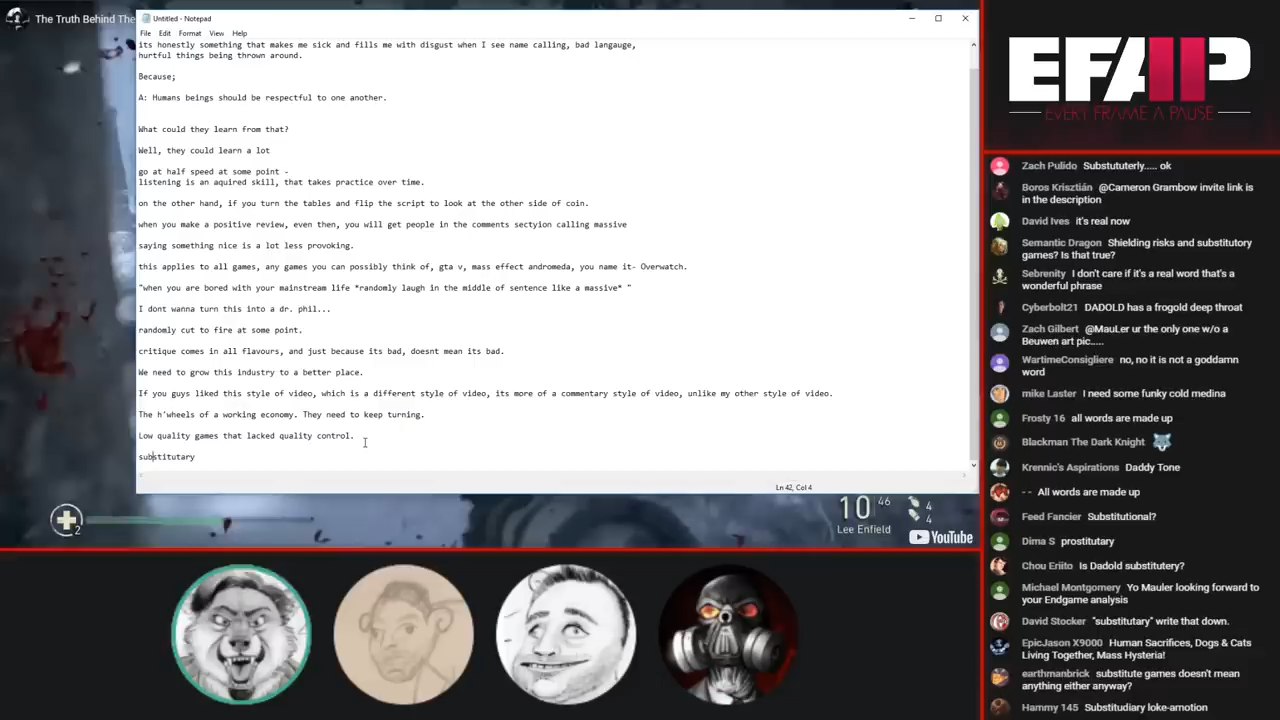 The Truth Behind The
Untitled - Notepad
File Edit Format View Help
its honestly something that makes me sick and fills me with disgust when I see name calling, bad langauge,
hurtful things being thrown around.
Because;
A: Humans beings should be respectful to one another.
What could they learn from that?
Well, they could learn a lot
go at half speed at some point -
listening is an aquired skill, that takes practice over time.
on the other hand, if you turn the tables and flip the script to look at the other side of coin.
when you make a positive review, even then, you will get people in the comments sectyion calling massive
saying something nice is a lot less provoking.
this applies to all games, any games you can possibly think of, gta v, mass effect andromeda, you name it- Overwatch.
"when you are bored with your mainstream life *randomly laugh in the middle of sentence like a massive* "
I dont wanna turn this into a dr. phil...
randomly cut to fire at some point.
critique comes in all flavours, and just because its bad, doesnt mean its bad.
We need to grow this industry to a better place.
If you guys liked this style of video, which is a different style of video, its more of a commentary style of video, unlike my other style of video.
The h'wheels of a working economy. They need to keep turning.
Low quality games that lacked quality control.
substitutary
Ln 42, Col 4
2
10 46
Lee Enfield
4
4
YouTube
EFAP
EVERY FRAME A PAUSE
Zach Pulido Substututerly..... ok
Boros Krisztián @Cameron Grambow invite link is
in the description
David Ives it's real now
Semantic Dragon Shielding risks and substitutory
games? Is that true?
Sebrenity I don't care if it's a real word that's a
wonderful phrase
Cyberbolt21 DADOLD has a frogold deep throat
Zach Gilbert @MauLer ur the only one w/o a
Beuwen art pic.....
WartimeConsigliere no, no it is not a goddamn
word
mike Laster I need some funky cold medina
Frosty 16 all words are made up
Blackman The Dark Knight
Krennic's Aspirations Daddy Tone
- - All words are made up
Feed Fancier Substitutional?
Dima S prostitutary
Chou Eriito Is Dadold substitutery?
Michael Montgomery Yo Mauler looking forward to
your Endgame analysis
David Stocker "substitutary" write that down.
EpicJason X9000 Human Sacrifices, Dogs & Cats
Living Together, Mass Hysteria!
earthmanbrick substitute games doesn't mean
anything either anyway?
Hammy 145 Substitudiary loke-amotion